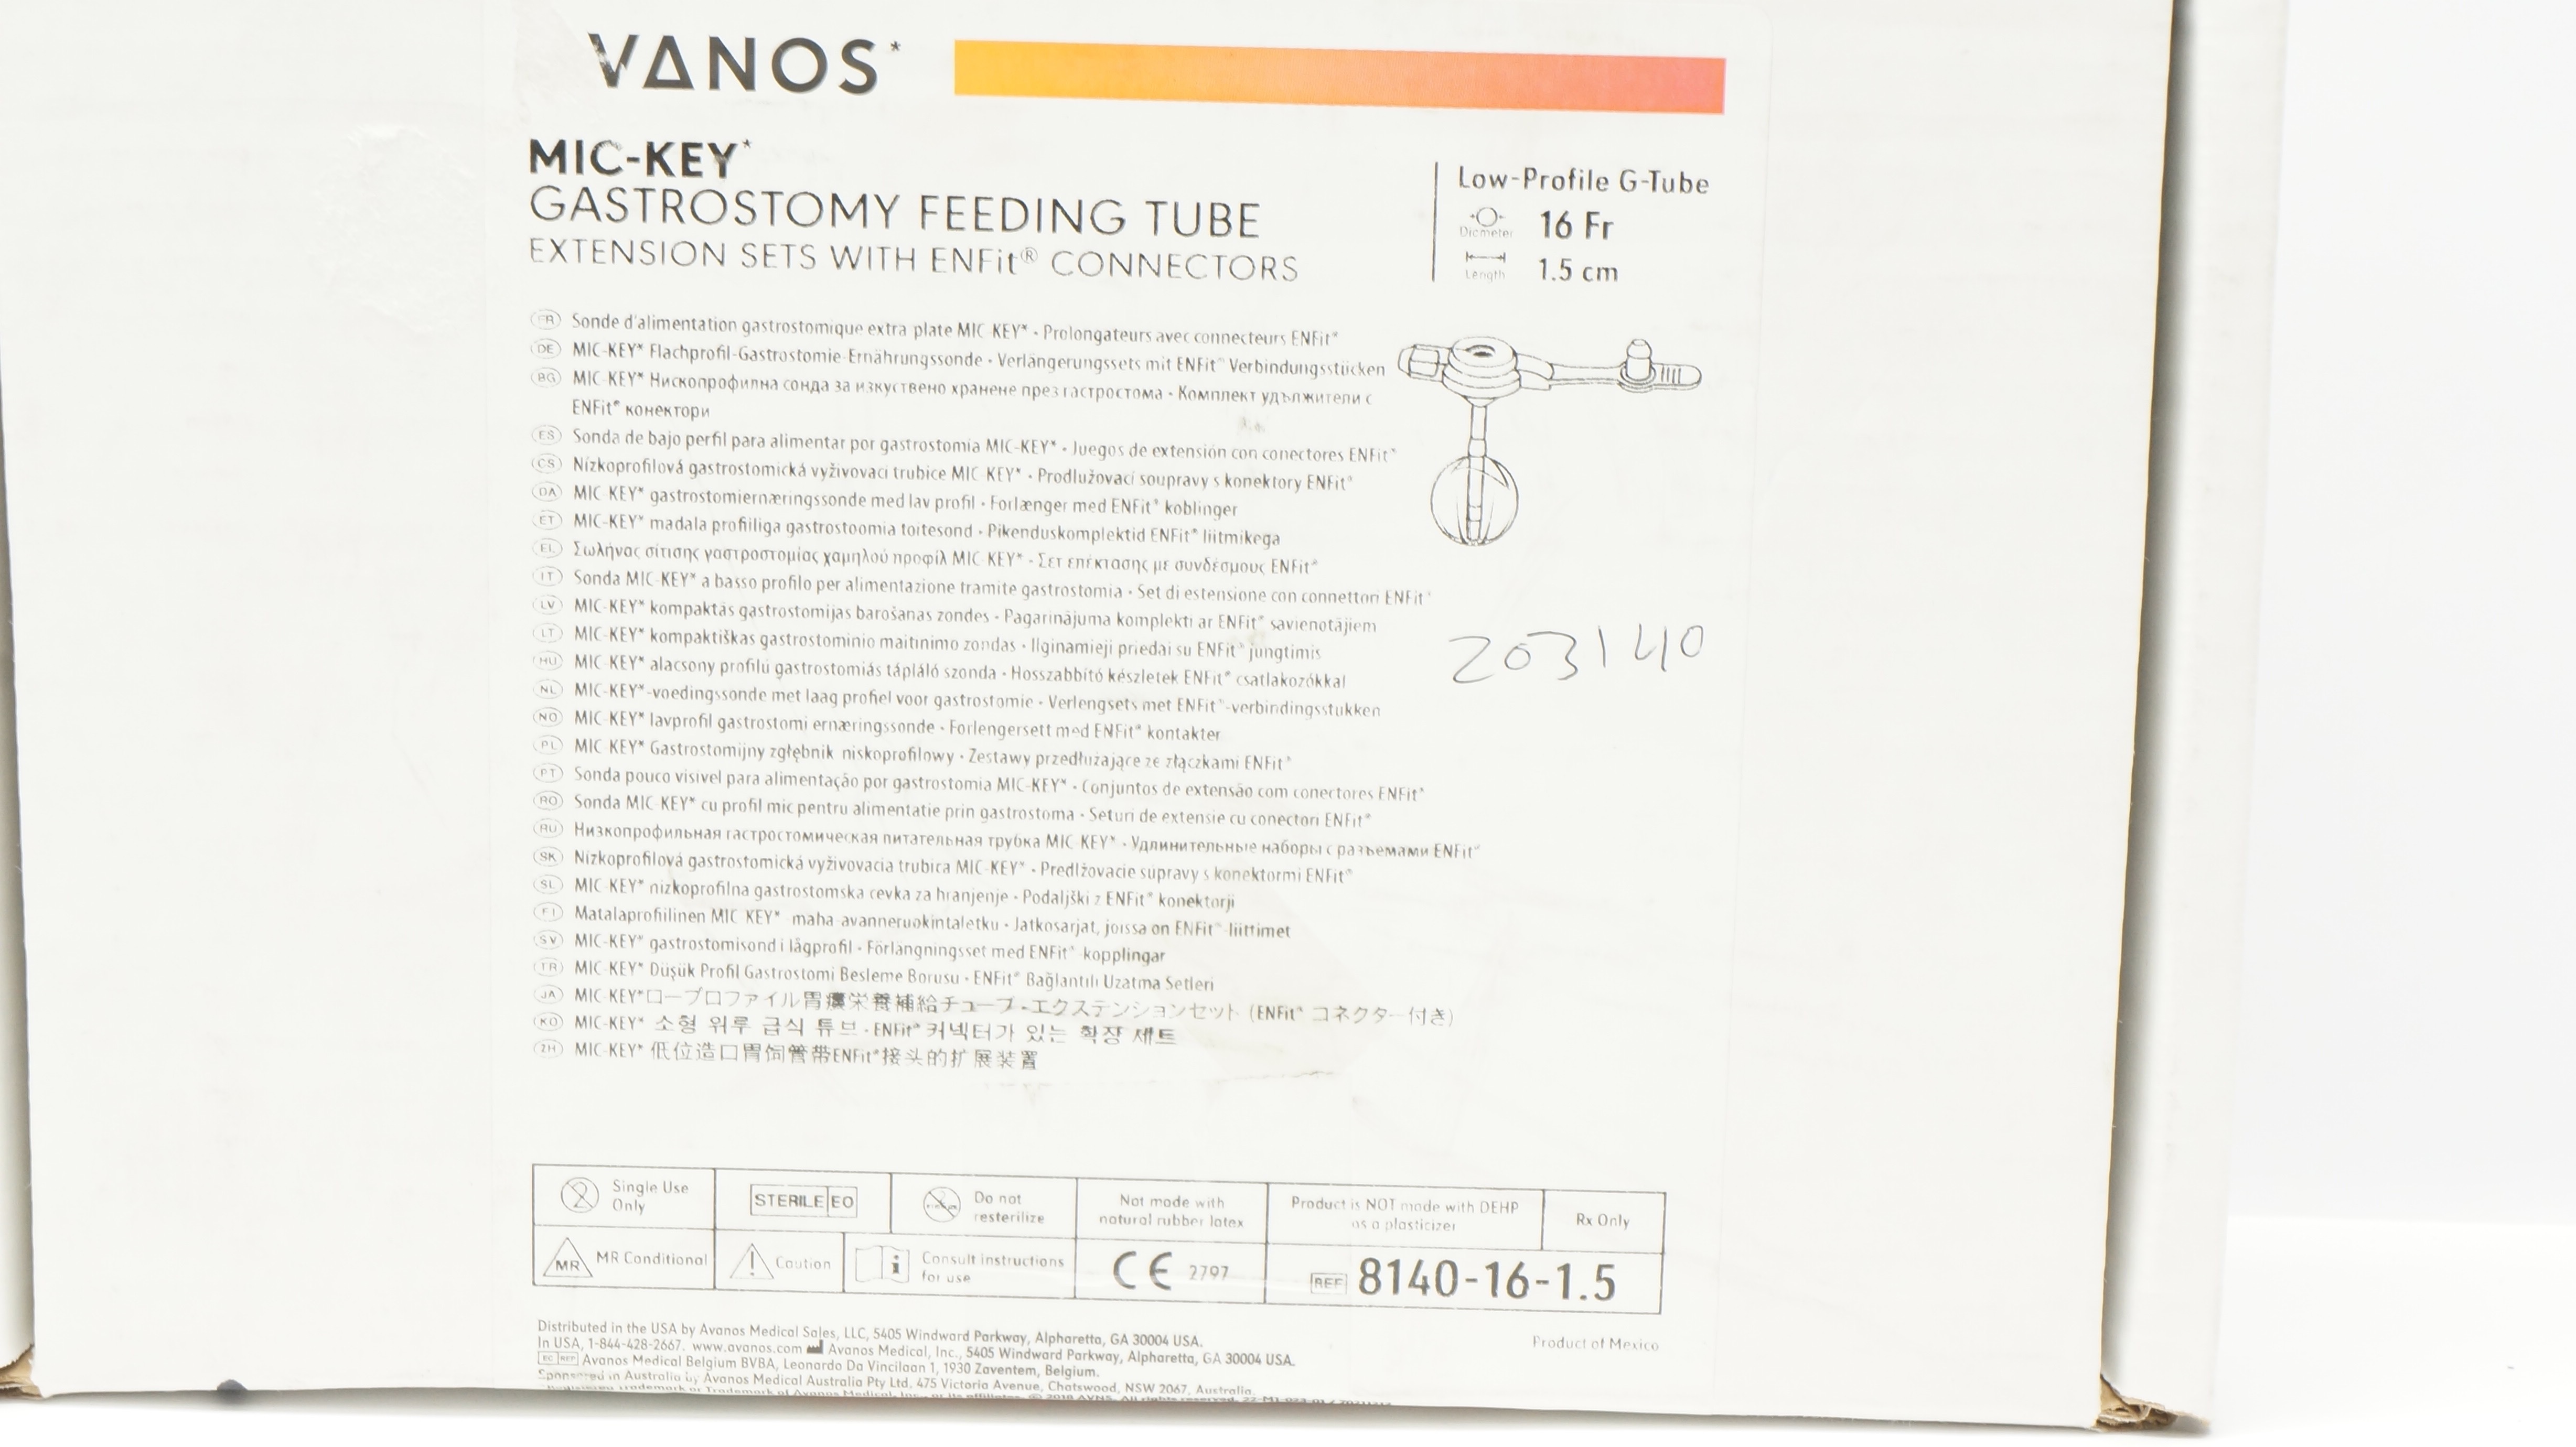 VANOS*
MIC-KEY*
GASTROSTOMY FEEDING TUBE
EXTENSION SETS WITH ENFit® CONNECTORS
Low-Profile G-Tube
Diameter 16 Fr
Length 1.5 cm
FR Sonde d'alimentation gastrostomique extra plate MIC-KEY* • Prolongateurs avec connecteurs ENFit®
DE MIC-KEY* Flachprofil-Gastrostomie-Ernährungssonde • Verlängerungssets mit ENFit® Verbindungsstücken
BG MIC-KEY* Нископрофилна сонда за изкуствено хранене през гастростома • Комплект удължители с
ENFit® конектори
ES Sonda de bajo perfil para alimentar por gastrostomia MIC-KEY* • Juegos de extensión con conectores ENFit®
CS Nízkoprofilová gastrostomická vyživovací trubice MIC-KEY* • Prodlužovací soupravy s konektory ENFit®
DA MIC-KEY* gastrostomiernæringssonde med lav profil • Forlænger med ENFit® koblinger
ET MIC-KEY* madala profiiliga gastrostoomia toitesond • Pikenduskomplektid ENFit® liitmikega
EL Σωλήνας σίτισης γαστροστομίας χαμηλού προφίλ MIC-KEY* • Σετ επέκτασης με συνδέσμους ENFit®
IT Sonda MIC-KEY* a basso profilo per alimentazione tramite gastrostomia • Set di estensione con connettori ENFit®
LV MIC-KEY* kompaktās gastrostomijas barošanas zondes • Pagarinājuma komplekti ar ENFit® savienotājiem
LT MIC-KEY* kompaktiškas gastrostominio maitinimo zondas • Ilginamieji priedai su ENFit® jungtimis
HU MIC-KEY* alacsony profilú gastrostomiás tápláló szonda • Hosszabbító készletek ENFit® csatlakozókkal
NL MIC-KEY*-voedingssonde met laag profiel voor gastrostomie • Verlengsets met ENFit®-verbindingsstukken
NO MIC-KEY* lavprofil gastrostomi ernæringssonde • Forlengersett med ENFit® kontakter
PL MIC-KEY* Gastrostomijny zgłębnik niskoprofilowy • Zestawy przedłużające ze złączkami ENFit®
PT Sonda pouco visível para alimentação por gastrostomia MIC-KEY* • Conjuntos de extensão com conectores ENFit®
RO Sonda MIC-KEY* cu profil mic pentru alimentatie prin gastrostoma • Seturi de extensie cu conectori ENFit®
RU Низкопрофильная гастростомическая питательная трубка MIC-KEY* • Удлинительные наборы с разъемами ENFit®
SK Nízkoprofilová gastrostomická vyživovacia trubica MIC-KEY* • Predlžovacie supravy s konektormi ENFit®
SL MIC-KEY* nizkoprofilna gastrostomska cevka za hranjenje • Podaljški z ENFit® konektorji
FI Matalaprofiilinen MIC-KEY* -maha-avanneruokintaletku • Jatkosarjat, joissa on ENFit®-liittimet
SV MIC-KEY* gastrostomisond i lågprofil • Förlängningsset med ENFit®-kopplingar
TR MIC-KEY* Düşük Profil Gastrostomi Besleme Borusu • ENFit® Bağlantılı Uzatma Setleri
JA MIC-KEY*ロープロファイル胃瘻栄養補給チューブ・エクステンションセット (ENFit® コネクター付き)
KO MIC-KEY* 소형 위루 급식 튜브 • ENFit® 커넥터가 있는 확장 세트
ZH MIC-KEY* 低位造口胃饲管带ENFit®接头的扩展装置
203140
Single Use Only
STERILE EO
Do not resterilize
Not made with natural rubber latex
Product is NOT made with DEHP as a plasticizer
Rx Only
MR MR Conditional
Caution
Consult instructions for use
CE 2797
REF 8140-16-1.5
Distributed in the USA by Avanos Medical Sales, LLC, 5405 Windward Parkway, Alpharetta, GA 30004 USA.
In USA, 1-844-428-2667. www.avanos.com Avanos Medical, Inc., 5405 Windward Parkway, Alpharetta, GA 30004 USA.
EC REP Avanos Medical Belgium BVBA, Leonardo Da Vincilaan 1, 1930 Zaventem, Belgium.
Sponsored in Australia by Avanos Medical Australia Pty Ltd, 475 Victoria Avenue, Chatswood, NSW 2067, Australia.
Product of Mexico